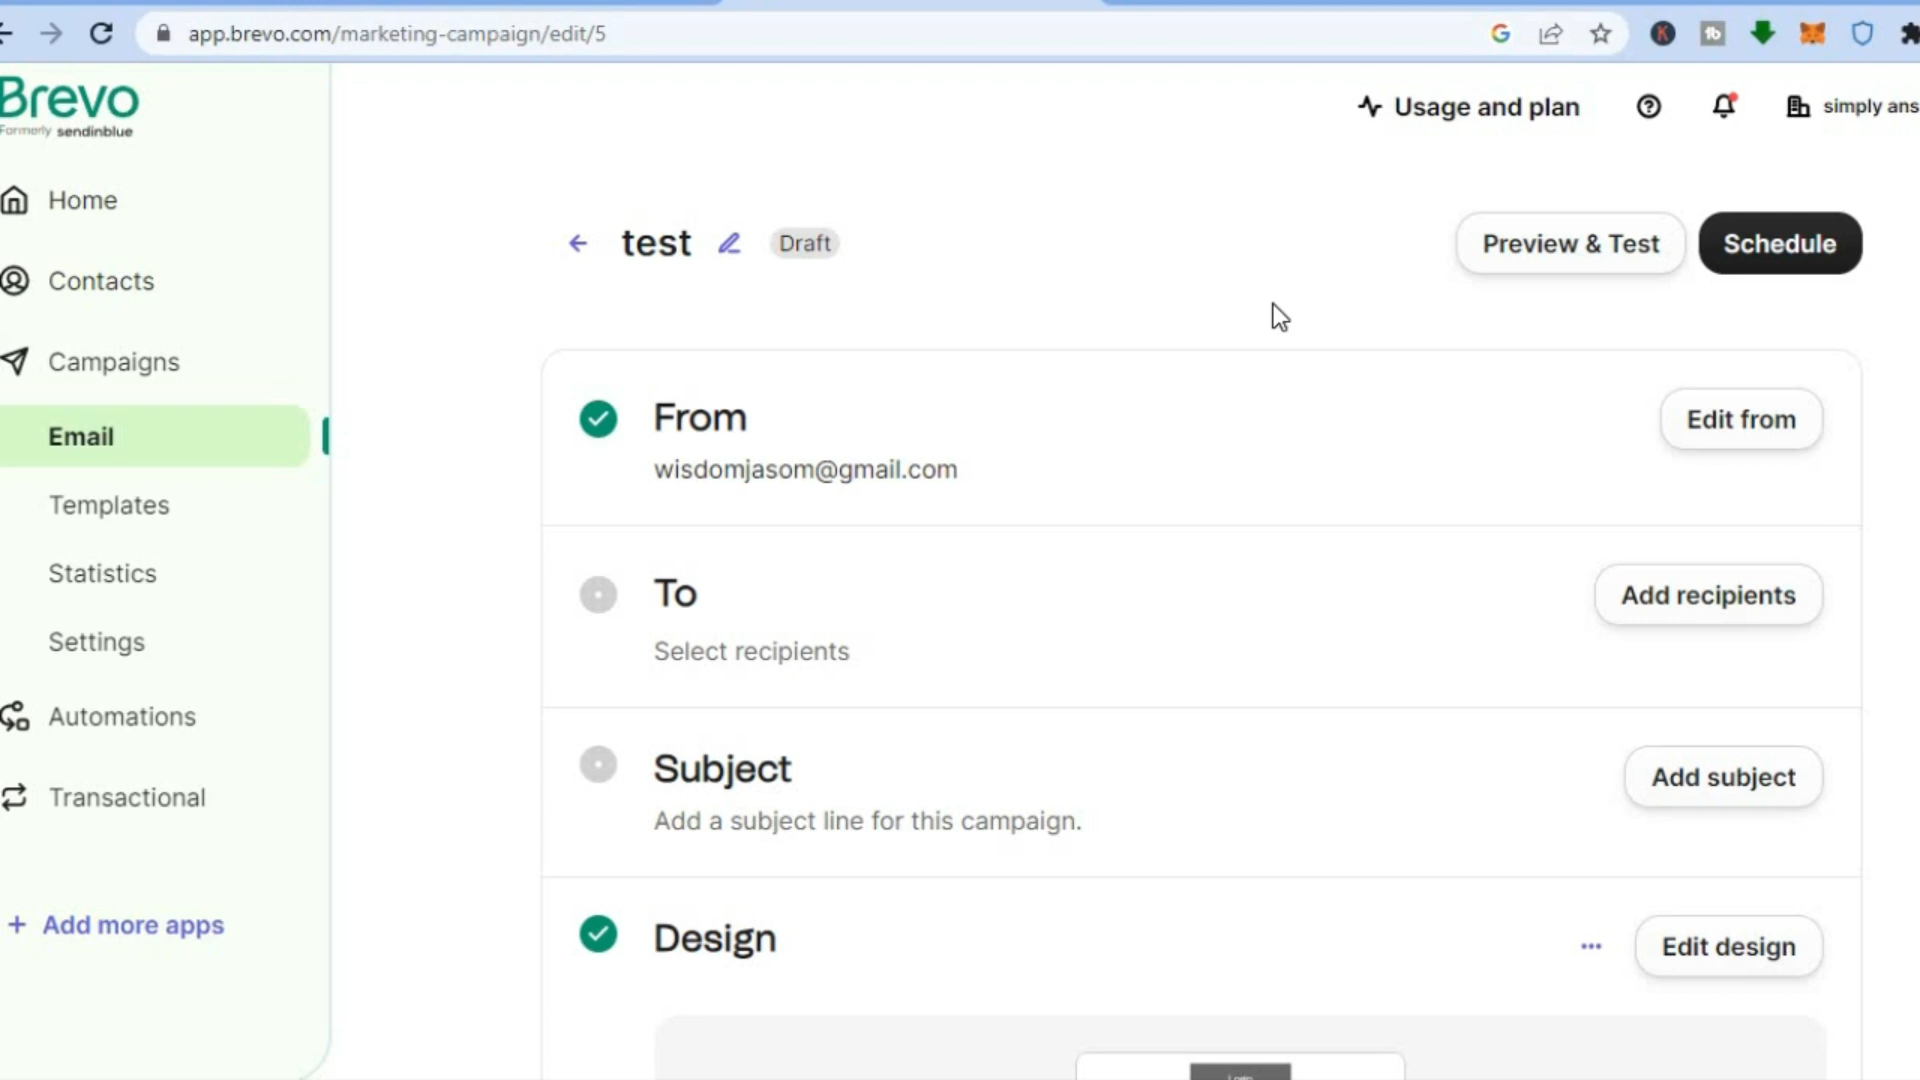 app.brevo.com/marketing-campaign/edit/5
Brevo
Formerly sendinblue
Usage and plan
simply ans
Home
Contacts
Campaigns
Email
Templates
Statistics
Settings
Automations
Transactional
+ Add more apps
test
Draft
Preview & Test
Schedule
From
wisdomjasom@gmail.com
Edit from
To
Select recipients
Add recipients
Subject
Add a subject line for this campaign.
Add subject
Design
Edit design